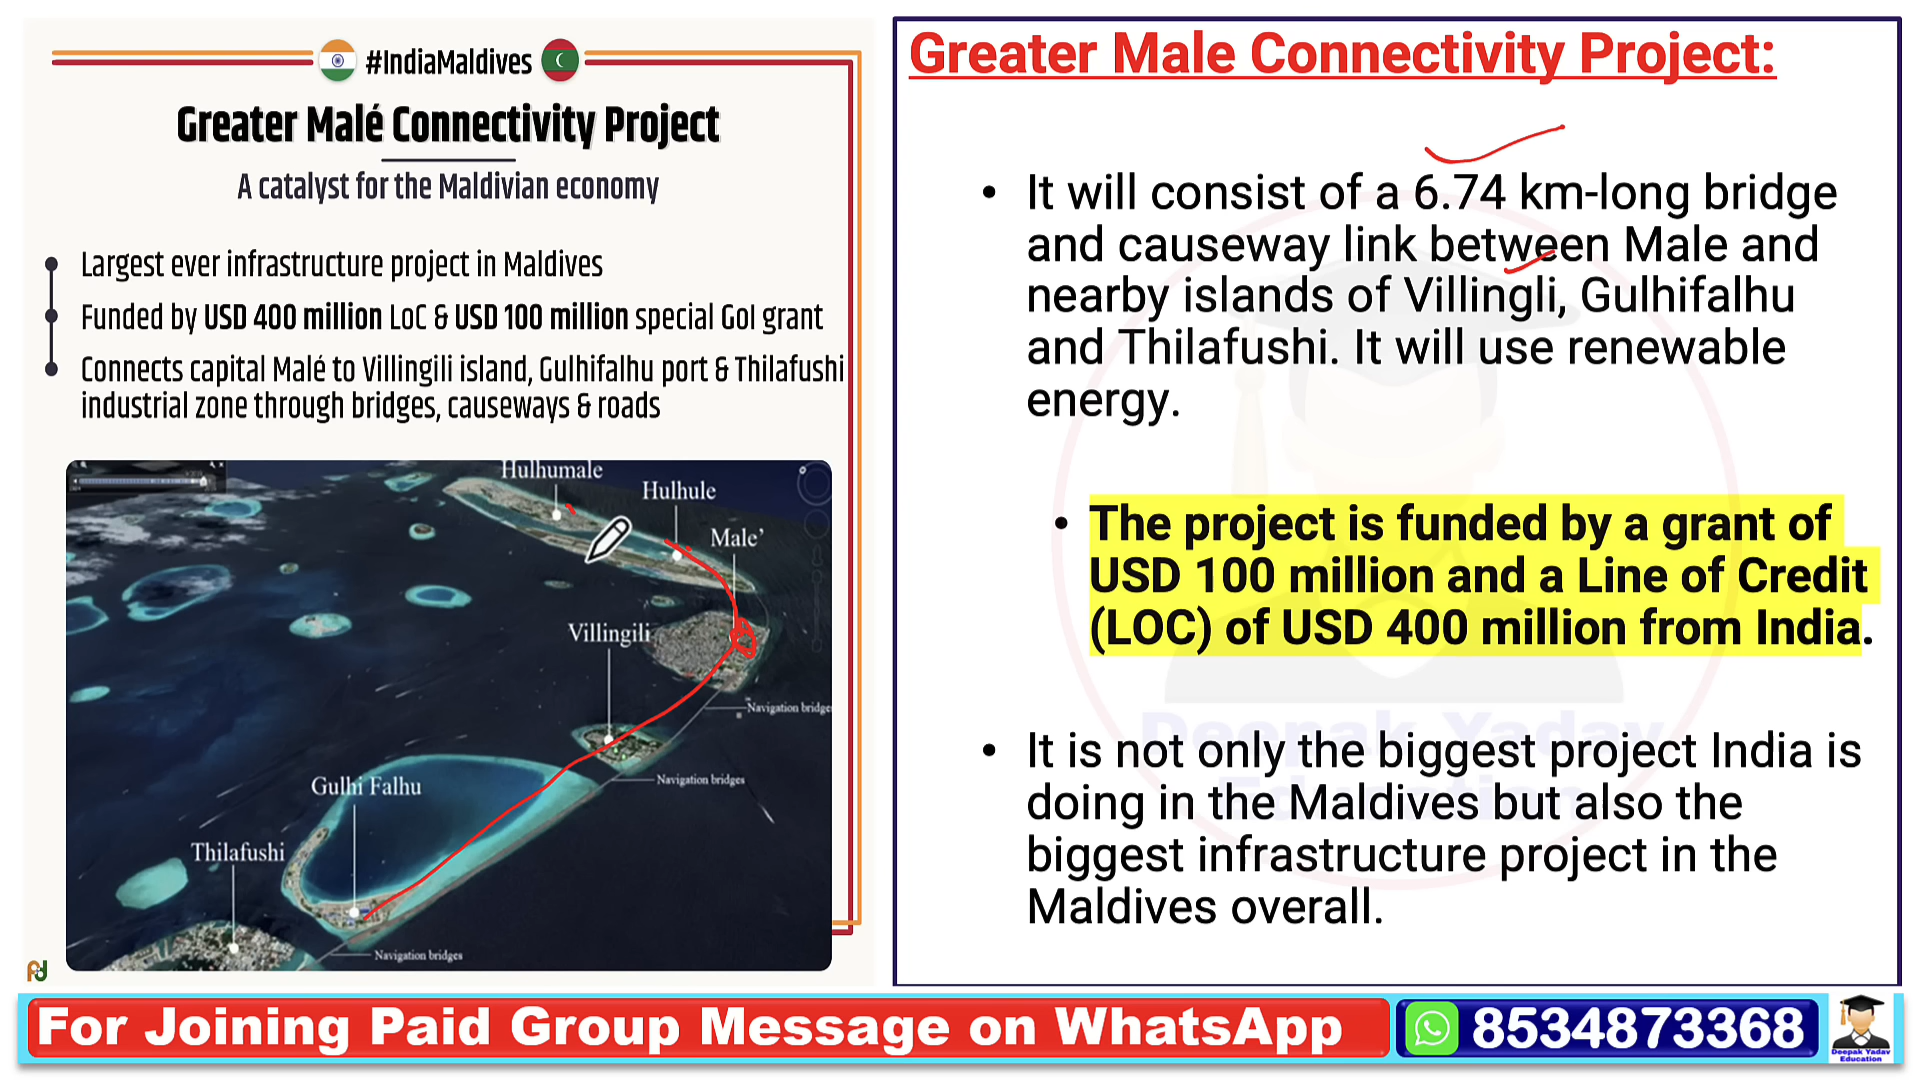 #IndiaMaldives
Greater Malé Connectivity Project
A catalyst for the Maldivian economy
Largest ever infrastructure project in Maldives
Funded by USD 400 million LoC & USD 100 million special GoI grant
Connects capital Malé to Villingili island, Gulhifalhu port & Thilafushi
industrial zone through bridges, causeways & roads
Hulhumale
Hulhule
Male’
Villingili
Navigation bridges
Navigation bridges
Gulhi Falhu
Thilafushi
Navigation bridges
Greater Male Connectivity Project:
• It will consist of a 6.74 km-long bridge
and causeway link between Male and
nearby islands of Villingli, Gulhifalhu
and Thilafushi. It will use renewable
energy.
• The project is funded by a grant of
USD 100 million and a Line of Credit
(LOC) of USD 400 million from India.
• It is not only the biggest project India is
doing in the Maldives but also the
biggest infrastructure project in the
Maldives overall.
Deepak Yadav
Education
For Joining Paid Group Message on WhatsApp
8534873368
Deepak Yadav
Education